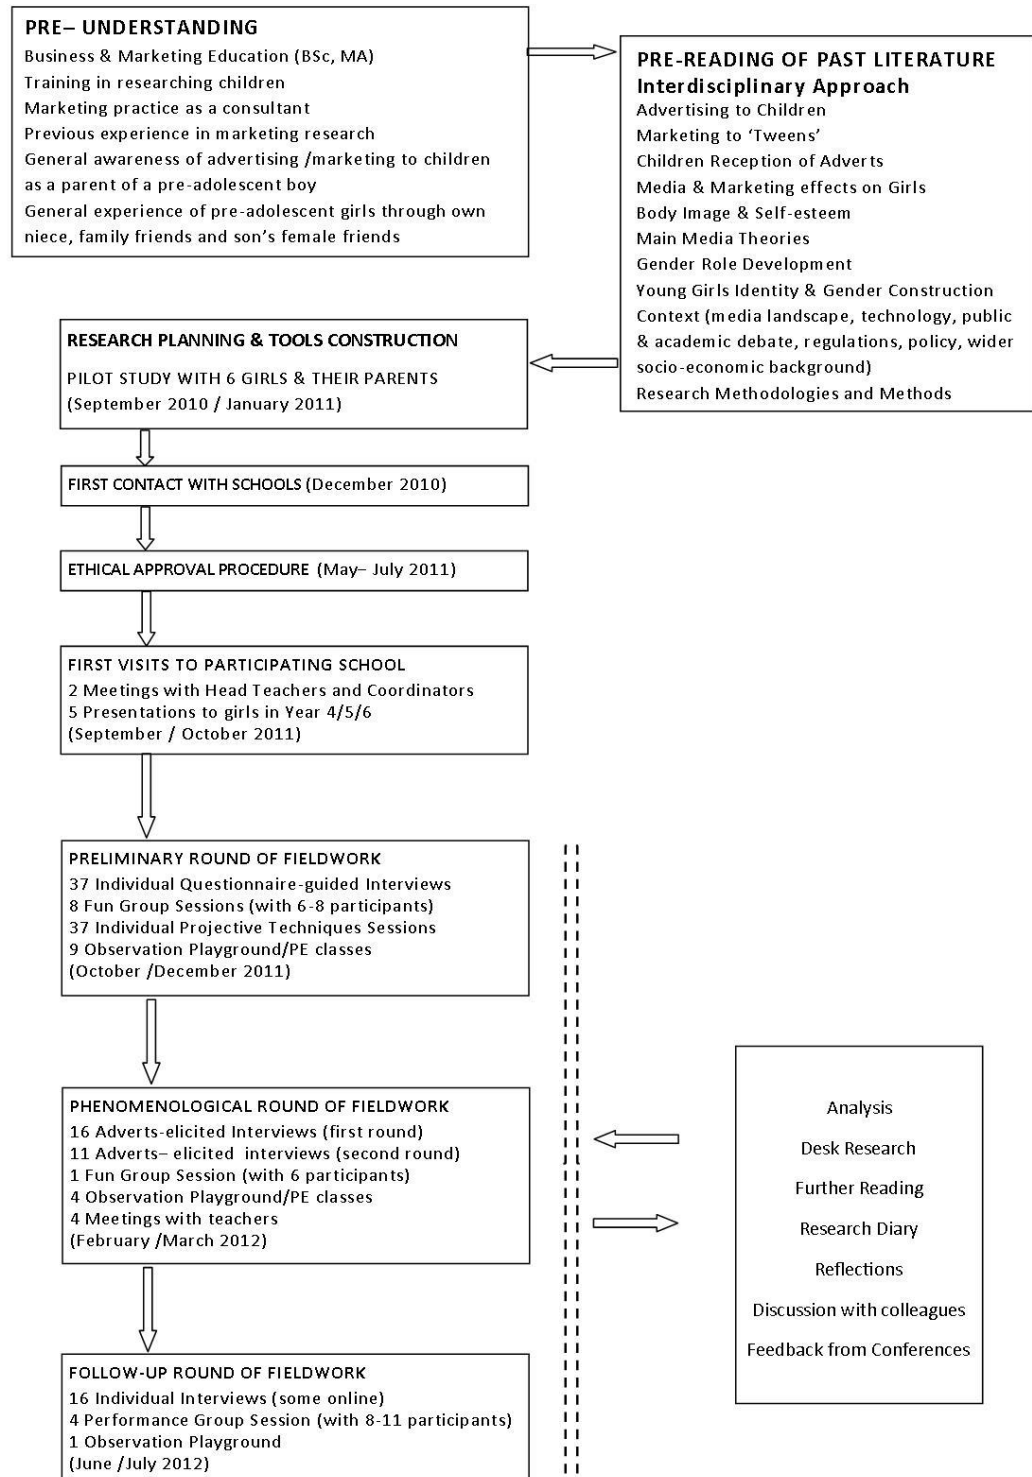 PRE– UNDERSTANDING
Business & Marketing Education (BSc, MA)
Training in researching children
Marketing practice as a consultant
Previous experience in marketing research
General awareness of advertising /marketing to children
as a parent of a pre-adolescent boy
General experience of pre-adolescent girls through own
niece, family friends and son's female friends
PRE-READING OF PAST LITERATURE
Interdisciplinary Approach
Advertising to Children
Marketing to ‘Tweens’
Children Reception of Adverts
Media & Marketing effects on Girls
Body Image & Self-esteem
Main Media Theories
Gender Role Development
Young Girls Identity & Gender Construction
Context (media landscape, technology, public
& academic debate, regulations, policy, wider
socio-economic background)
Research Methodologies and Methods
RESEARCH PLANNING & TOOLS CONSTRUCTION
PILOT STUDY WITH 6 GIRLS & THEIR PARENTS
(September 2010 / January 2011)
FIRST CONTACT WITH SCHOOLS (December 2010)
ETHICAL APPROVAL PROCEDURE (May– July 2011)
FIRST VISITS TO PARTICIPATING SCHOOL
2 Meetings with Head Teachers and Coordinators
5 Presentations to girls in Year 4/5/6
(September / October 2011)
PRELIMINARY ROUND OF FIELDWORK
37 Individual Questionnaire-guided Interviews
8 Fun Group Sessions (with 6-8 participants)
37 Individual Projective Techniques Sessions
9 Observation Playground/PE classes
(October /December 2011)
PHENOMENOLOGICAL ROUND OF FIELDWORK
16 Adverts-elicited Interviews (first round)
11 Adverts– elicited interviews (second round)
1 Fun Group Session (with 6 participants)
4 Observation Playground/PE classes
4 Meetings with teachers
(February /March 2012)
Analysis
Desk Research
Further Reading
Research Diary
Reflections
Discussion with colleagues
Feedback from Conferences
FOLLOW-UP ROUND OF FIELDWORK
16 Individual Interviews (some online)
4 Performance Group Session (with 8-11 participants)
1 Observation Playground
(June /July 2012)